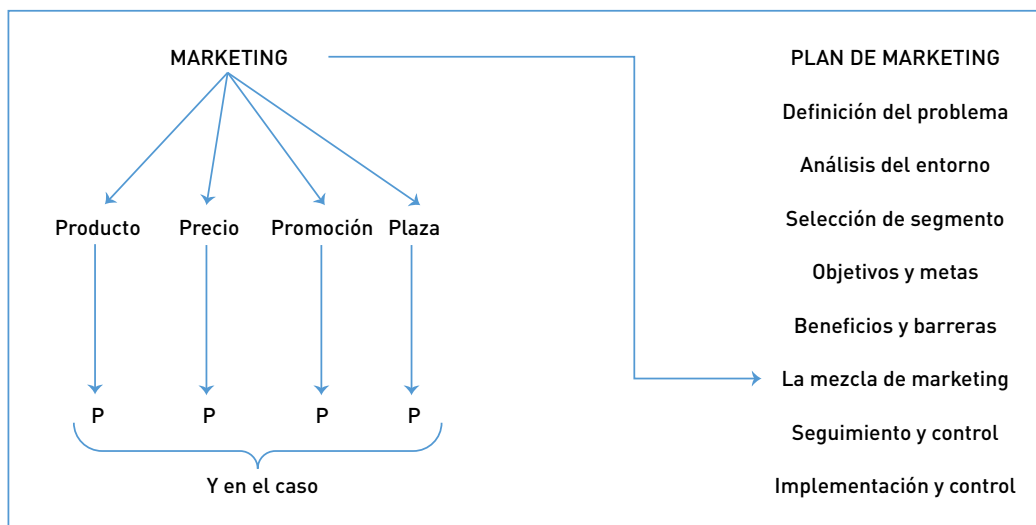 MARKETING
Producto Precio Promoción Plaza
P P P P
Y en el caso
PLAN DE MARKETING
Definición del problema
Análisis del entorno
Selección de segmento
Objetivos y metas
Beneficios y barreras
La mezcla de marketing
Seguimiento y control
Implementación y control